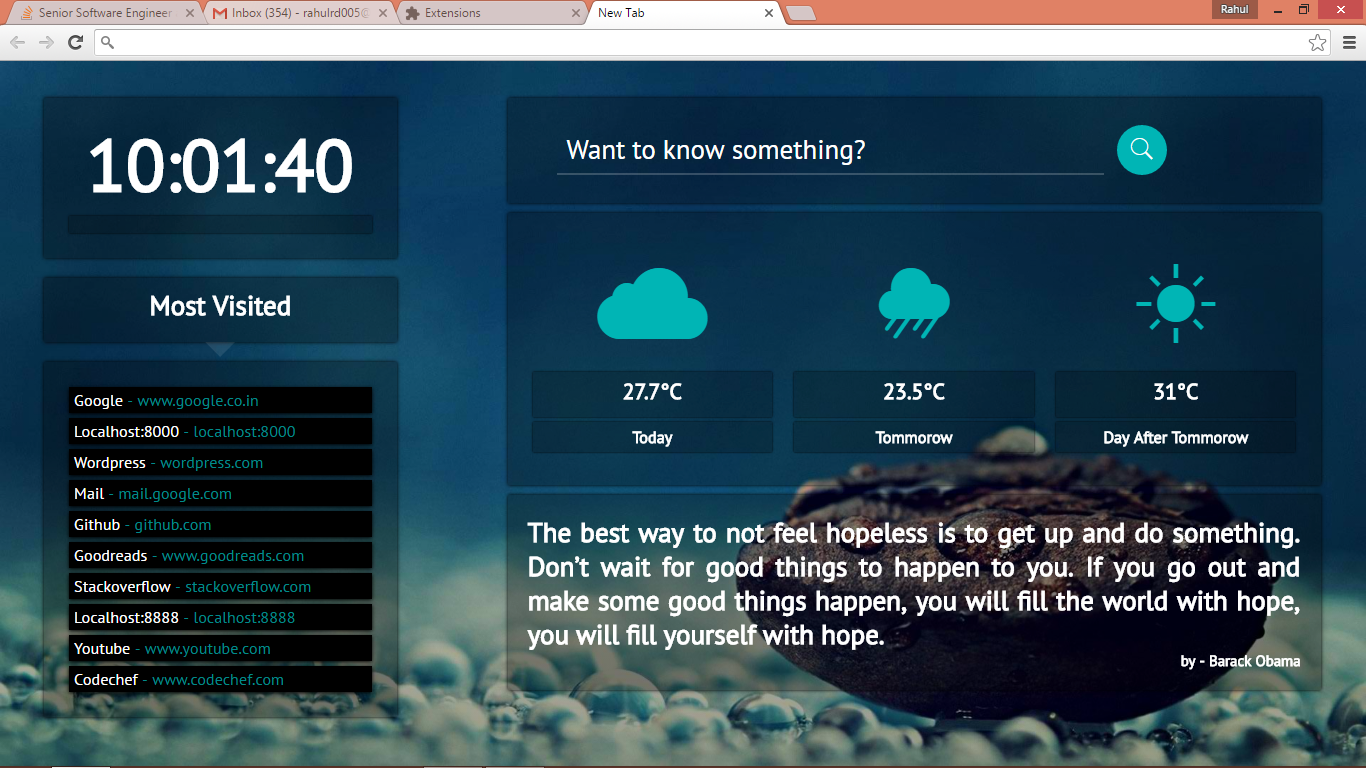 Senior Software Engineer
Inbox (354) - rahulrd005@
Extensions
New Tab
Rahul
10:01:40
Want to know something?
Most Visited
27.7°C
23.5°C
31°C
Today
Tommorow
Day After Tommorow
Google - www.google.co.in
Localhost:8000 - localhost:8000
Wordpress - wordpress.com
Mail - mail.google.com
Github - github.com
Goodreads - www.goodreads.com
Stackoverflow - stackoverflow.com
Localhost:8888 - localhost:8888
Youtube - www.youtube.com
Codechef - www.codechef.com
The best way to not feel hopeless is to get up and do something.
Don’t wait for good things to happen to you. If you go out and
make some good things happen, you will fill the world with hope,
you will fill yourself with hope.
by - Barack Obama